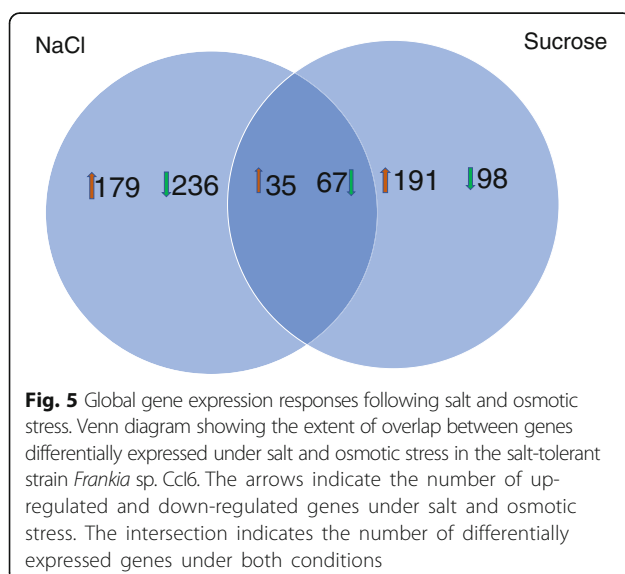 NaCl
Sucrose
↑179 ↓236 ↑35 67↓ ↑191 ↓98
Fig. 5 Global gene expression responses following salt and osmotic
stress. Venn diagram showing the extent of overlap between genes
differentially expressed under salt and osmotic stress in the salt-tolerant
strain Frankia sp. CcI6. The arrows indicate the number of up-
regulated and down-regulated genes under salt and osmotic
stress. The intersection indicates the number of differentially
expressed genes under both conditions